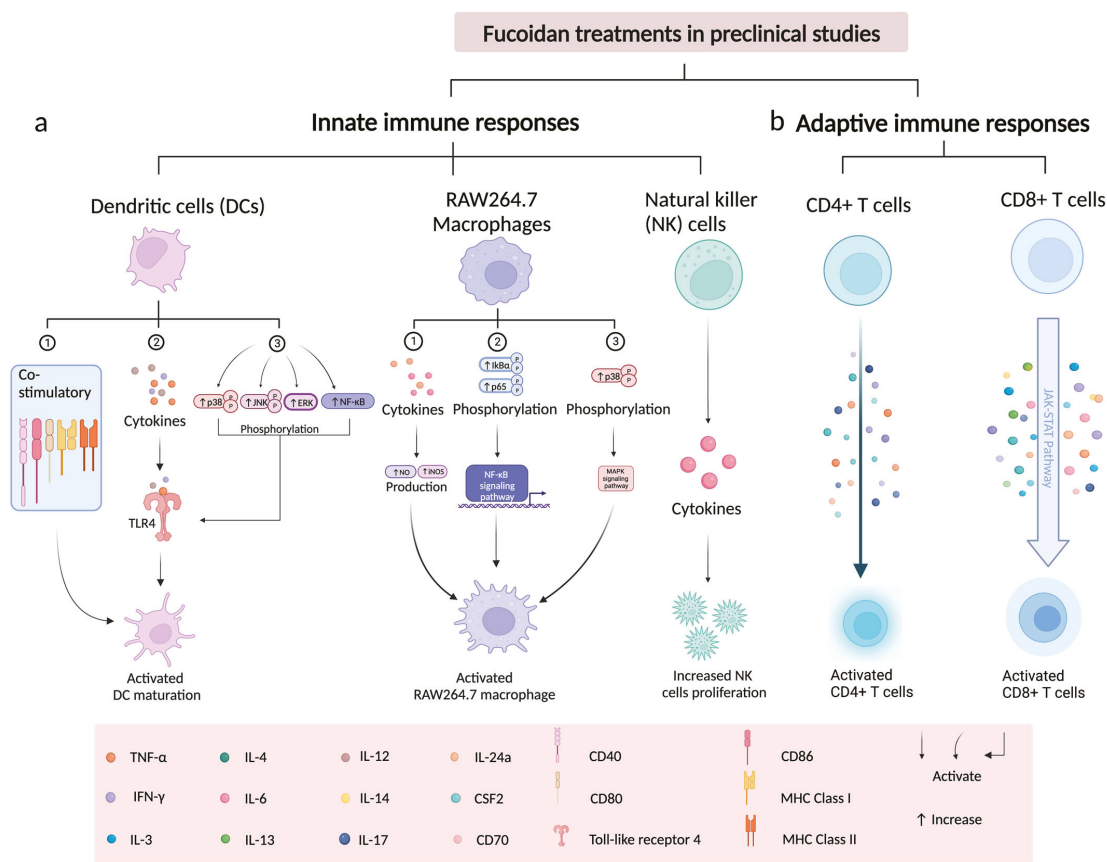 Fucoidan treatments in preclinical studies
a
Innate immune responses
b
Adaptive immune responses
Dendritic cells (DCs)
RAW264.7
Macrophages
Natural killer
(NK) cells
CD4+ T cells
CD8+ T cells
1
2
3
1
2
3
Co-
stimulatory
Cytokines
↑p38
P
P
↑JNK
P
P
↑ERK
↑NF-κB
Phosphorylation
TLR4
Activated
DC maturation
Cytokines
↑IkBα
P
P
↑p65
P
P
Phosphorylation
↑p38
P
P
Phosphorylation
↑NO
↑iNOS
Production
NF-κB
signaling
pathway
MAPK
signaling
pathway
Activated
RAW264.7 macrophage
Cytokines
Increased NK
cells proliferation
Activated
CD4+ T cells
JAK-STAT Pathway
Activated
CD8+ T cells
TNF-α
IL-4
IL-12
IL-24a
CD40
CD86
Activate
IFN-γ
IL-6
IL-14
CSF2
CD80
MHC Class I
↑ Increase
IL-3
IL-13
IL-17
CD70
Toll-like receptor 4
MHC Class II